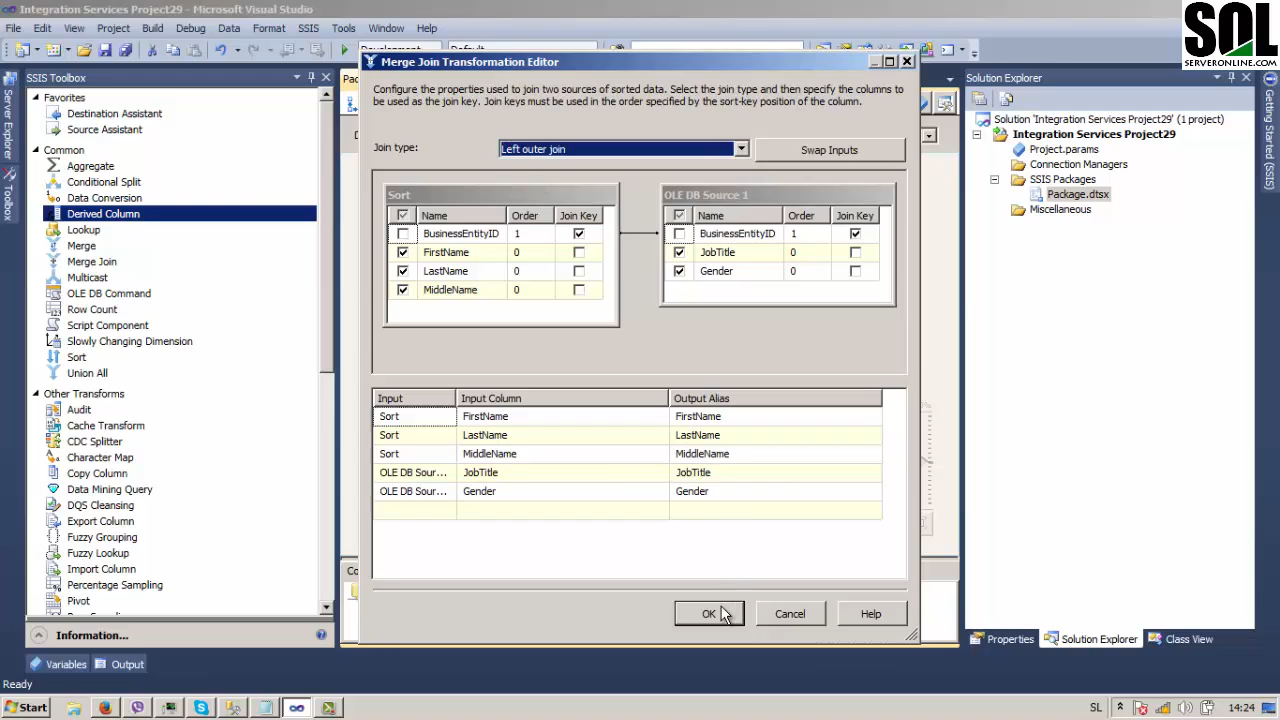 Integration Services Project29 - Microsoft Visual Studio
File Edit View Project Build Debug Data Format SSIS Tools Window Help
SQL
SERVERONLINE.COM
SSIS Toolbox
Favorites
Destination Assistant
Source Assistant
Common
Aggregate
Conditional Split
Data Conversion
Derived Column
Lookup
Merge
Merge Join
Multicast
OLE DB Command
Row Count
Script Component
Slowly Changing Dimension
Sort
Union All
Other Transforms
Audit
Cache Transform
CDC Splitter
Character Map
Copy Column
Data Mining Query
DQS Cleansing
Export Column
Fuzzy Grouping
Fuzzy Lookup
Import Column
Percentage Sampling
Pivot
Information...
Variables Output
Server Explorer
Toolbox
Merge Join Transformation Editor
Configure the properties used to join two sources of sorted data. Select the join type and then specify the columns to
be used as the join key. Join keys must be used in the order specified by the sort-key position of the column.
Join type: Left outer join Swap Inputs
Sort
Name Order Join Key
BusinessEntityID 1
FirstName 0
LastName 0
MiddleName 0
OLE DB Source 1
Name Order Join Key
BusinessEntityID 1
JobTitle 0
Gender 0
Input Input Column Output Alias
Sort FirstName FirstName
Sort LastName LastName
Sort MiddleName MiddleName
OLE DB Sour... JobTitle JobTitle
OLE DB Sour... Gender Gender
OK Cancel Help
Solution Explorer
Solution 'Integration Services Project29' (1 project)
Integration Services Project29
Project.params
Connection Managers
SSIS Packages
Package.dtsx
Miscellaneous
Properties Solution Explorer Class View
Getting Started (SSIS)
Ready
Start
SL 14:24